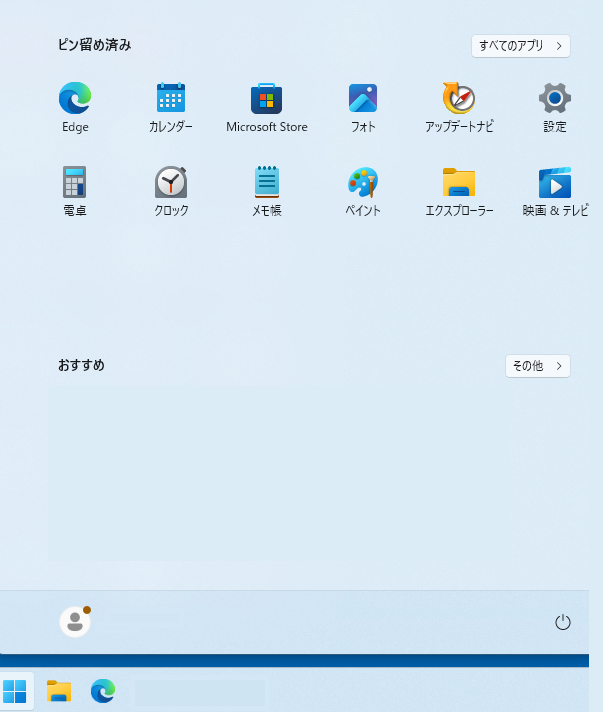 ピン留め済み
すべてのアプリ
Edge
カレンダー
Microsoft Store
フォト
アップデートナビ
設定
電卓
クロック
メモ帳
ペイント
エクスプローラー
映画 & テレビ
おすすめ
その他